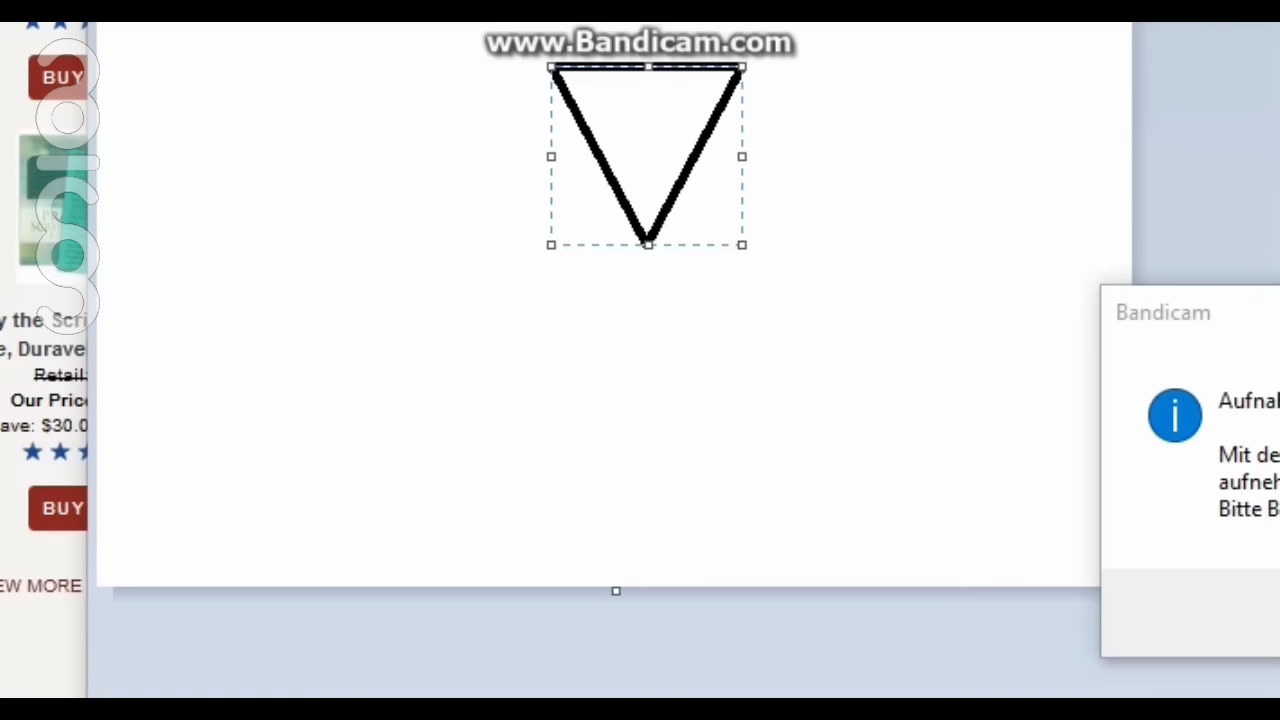 www.Bandicam.com
BUY
y the Scri
e, Durave
Retail:
Our Pric
ave: $30.0
BUY
EW MORE
Bandicam
Aufnal
Mit de
aufneh
Bitte B